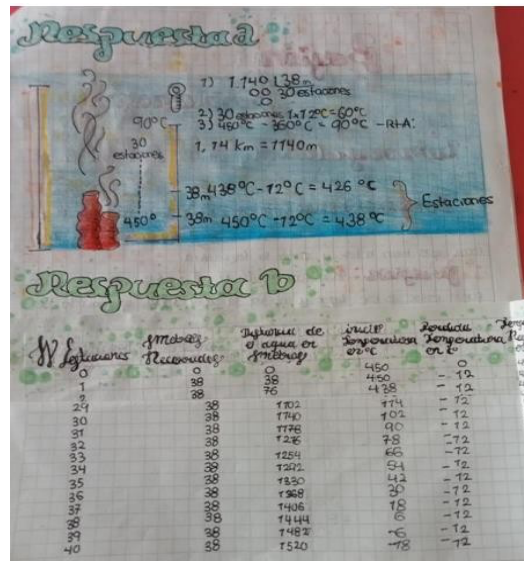 Respuesta a
1) 1.140 L38m
00 30 estaciones
0
2) 30 estaciones 1x12°C=60°C
3) 450°C - 360°C = 90°C - RTA:
90°C
30
estaciones
1,14 km = 1140m
38m 438°C - 12°C = 426 °C
Estaciones
450°
38m 450°C - 12°C = 438°C
Respuesta b
Nº Estaciones
Metros Recorridos
de agua en metros
Temperatura en °C
Temperatura en °C
0 0 0 450 0
1 38 38 450 -12
2 38 76 438 -12
29 38 1102 114 -12
30 38 1140 102 -12
31 38 1178 90 -12
32 38 1216 78 -12
33 38 1254 66 -12
34 38 1292 54 -12
35 38 1330 42 -12
36 38 1368 30 -12
37 38 1406 18 -12
38 38 1444 6 -12
39 38 1482 -6 -12
40 38 1520 -18 -12